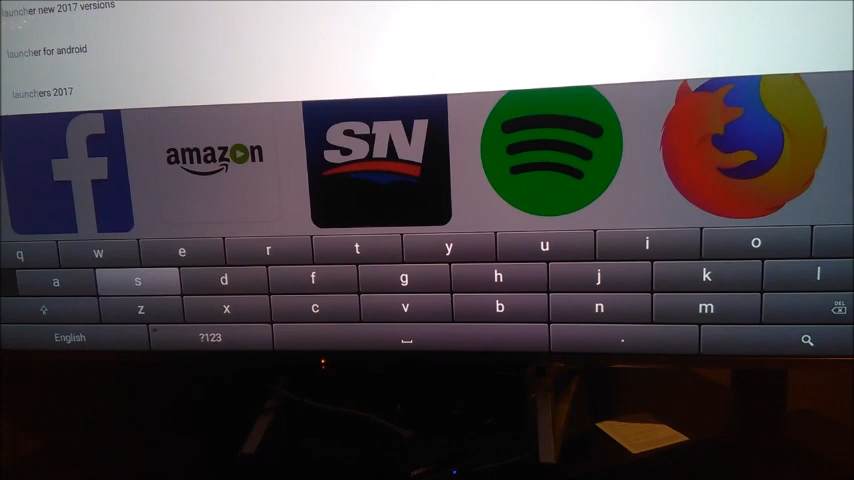 launcher new 2017 versions
launcher for android
launchers 2017
f
amazon
SN
q w e r t y u i o
a s d f g h j k l
z x c v b n m DEL
English ?123 .